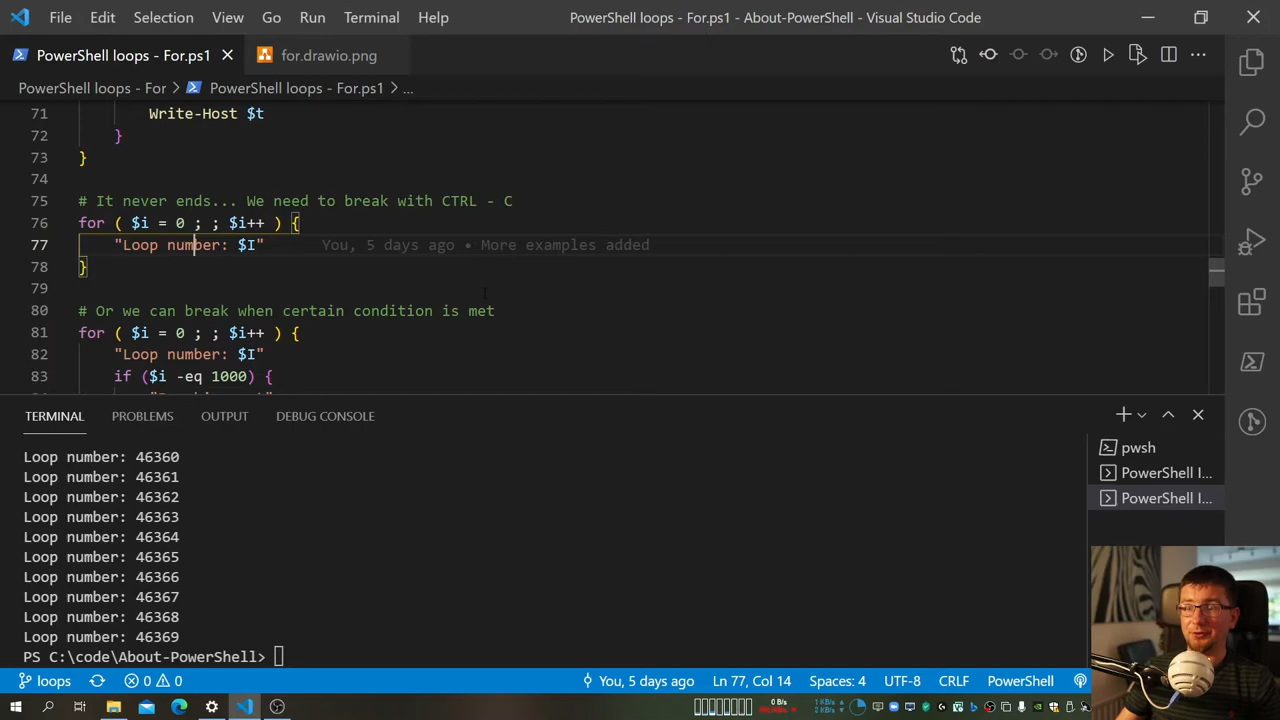 File Edit Selection View Go Run Terminal Help PowerShell loops - For.ps1 - About-PowerShell - Visual Studio Code
PowerShell loops - For.ps1 for.drawio.png
PowerShell loops - For > PowerShell loops - For.ps1 > ...
71 Write-Host $t
72 }
73 }
74
75 # It never ends... We need to break with CTRL - C
76 for ( $i = 0 ; ; $i++ ) {
77 "Loop number: $I" You, 5 days ago • More examples added
78 }
79
80 # Or we can break when certain condition is met
81 for ( $i = 0 ; ; $i++ ) {
82 "Loop number: $I"
83 if ($i -eq 1000) {
TERMINAL PROBLEMS OUTPUT DEBUG CONSOLE
Loop number: 46360
Loop number: 46361
Loop number: 46362
Loop number: 46363
Loop number: 46364
Loop number: 46365
Loop number: 46366
Loop number: 46367
Loop number: 46368
Loop number: 46369
PS C:\code\About-PowerShell>
pwsh
PowerShell I...
PowerShell I...
loops 0 0 You, 5 days ago Ln 77, Col 14 Spaces: 4 UTF-8 CRLF PowerShell